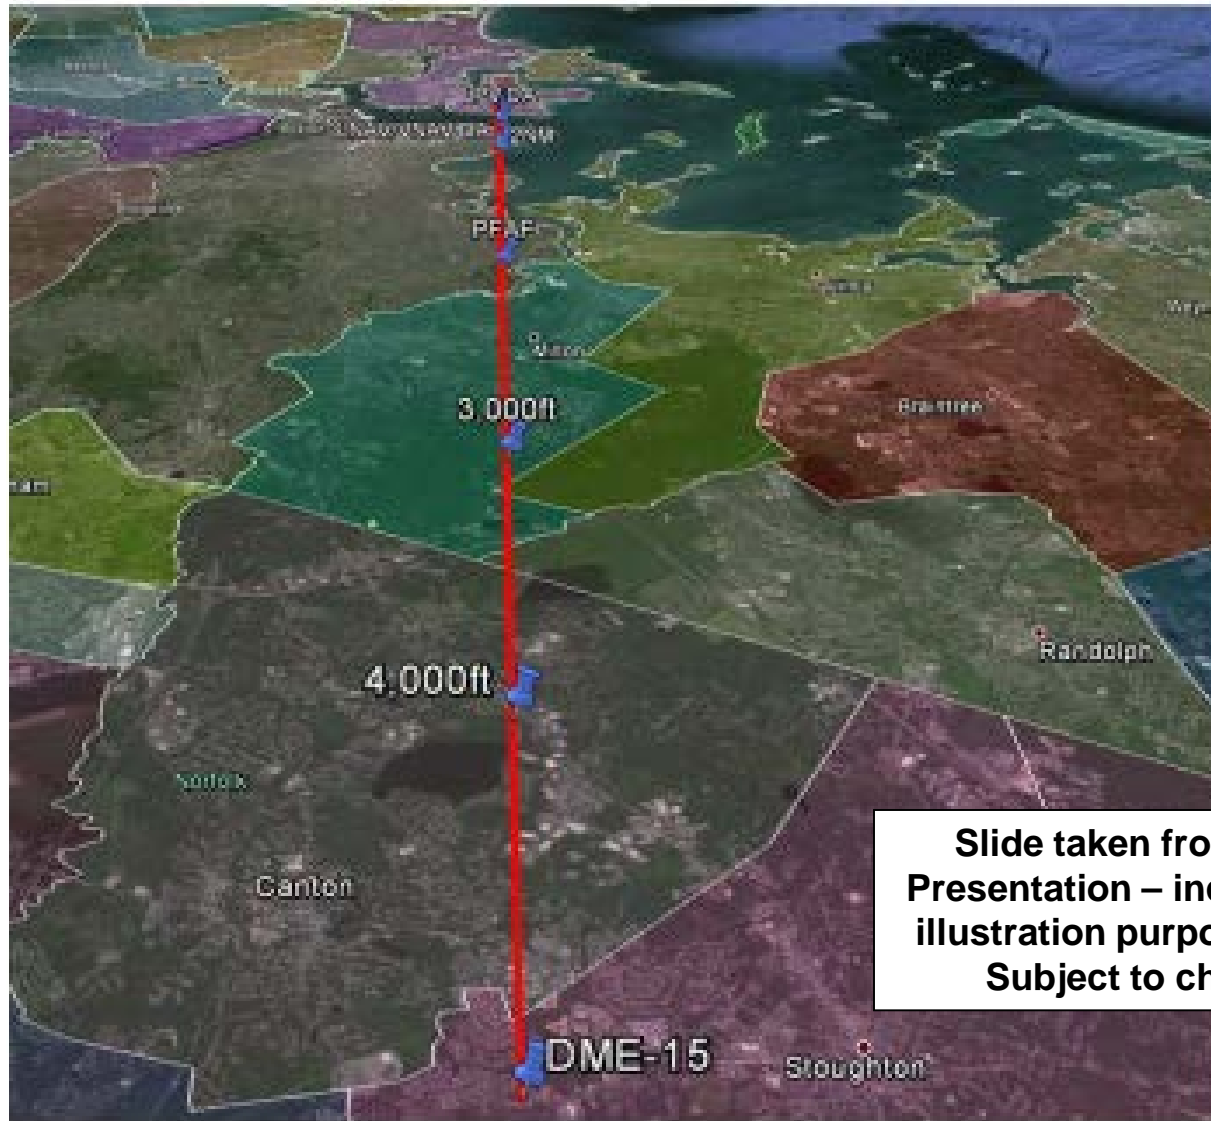 PFAF
Milton
3,000ft
Braintree
Randolph
4,000ft
Norfolk
Canton
Slide taken fro
Presentation – inc
illustration purpo
Subject to ch
DME-15
Stoughton